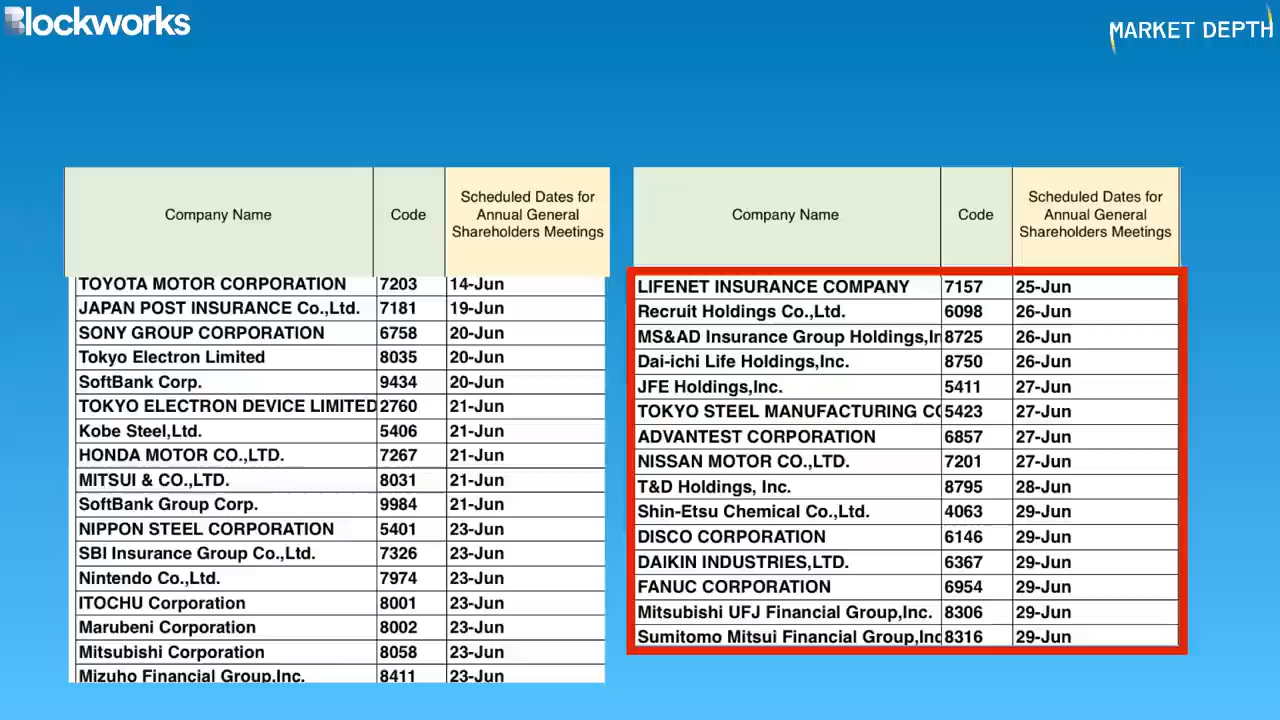 Blockworks
MARKET DEPTH
Company Name Code Scheduled Dates for
Annual General
Shareholders Meetings
TOYOTA MOTOR CORPORATION 7203 14-Jun
JAPAN POST INSURANCE Co.,Ltd. 7181 19-Jun
SONY GROUP CORPORATION 6758 20-Jun
Tokyo Electron Limited 8035 20-Jun
SoftBank Corp. 9434 20-Jun
TOKYO ELECTRON DEVICE LIMITED 2760 21-Jun
Kobe Steel,Ltd. 5406 21-Jun
HONDA MOTOR CO.,LTD. 7267 21-Jun
MITSUI & CO.,LTD. 8031 21-Jun
SoftBank Group Corp. 9984 21-Jun
NIPPON STEEL CORPORATION 5401 23-Jun
SBI Insurance Group Co.,Ltd. 7326 23-Jun
Nintendo Co.,Ltd. 7974 23-Jun
ITOCHU Corporation 8001 23-Jun
Marubeni Corporation 8002 23-Jun
Mitsubishi Corporation 8058 23-Jun
Mizuho Financial Group,Inc. 8411 23-Jun
Company Name Code Scheduled Dates for
Annual General
Shareholders Meetings
LIFENET INSURANCE COMPANY 7157 25-Jun
Recruit Holdings Co.,Ltd. 6098 26-Jun
MS&AD Insurance Group Holdings,In 8725 26-Jun
Dai-ichi Life Holdings,Inc. 8750 26-Jun
JFE Holdings,Inc. 5411 27-Jun
TOKYO STEEL MANUFACTURING CO 5423 27-Jun
ADVANTEST CORPORATION 6857 27-Jun
NISSAN MOTOR CO.,LTD. 7201 27-Jun
T&D Holdings, Inc. 8795 28-Jun
Shin-Etsu Chemical Co.,Ltd. 4063 29-Jun
DISCO CORPORATION 6146 29-Jun
DAIKIN INDUSTRIES,LTD. 6367 29-Jun
FANUC CORPORATION 6954 29-Jun
Mitsubishi UFJ Financial Group,Inc. 8306 29-Jun
Sumitomo Mitsui Financial Group,Inc 8316 29-Jun